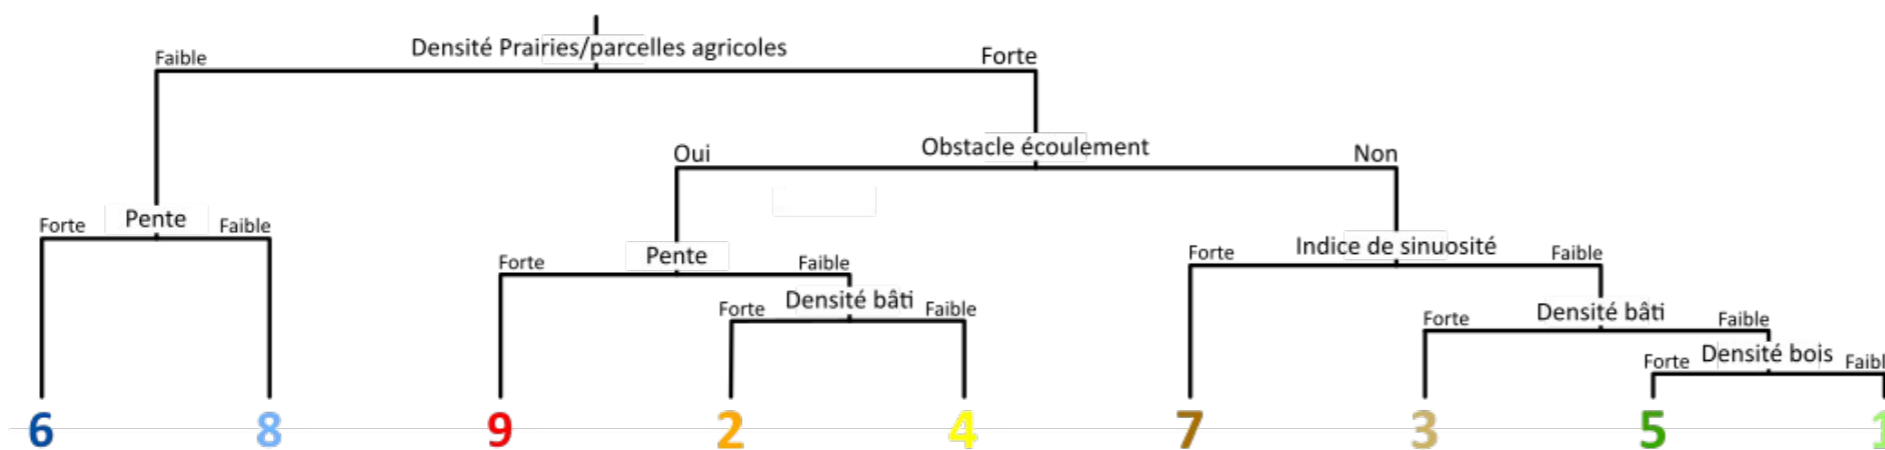 Densité Prairies/parcelles agricoles
Faible
Forte
Obstacle écoulement
Oui
Non
Pente
Forte
Faible
Pente
Forte
Faible
Densité bâti
Forte
Faible
Indice de sinuosité
Forte
Faible
Densité bâti
Forte
Faible
Densité bois
Forte
Faibl
6 8 9 2 4 7 3 5 1